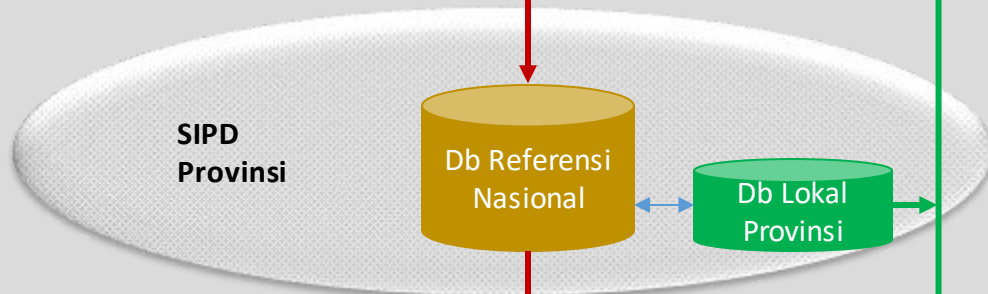 SIPD
Provinsi
Db Referensi
Nasional
Db Lokal
Provinsi